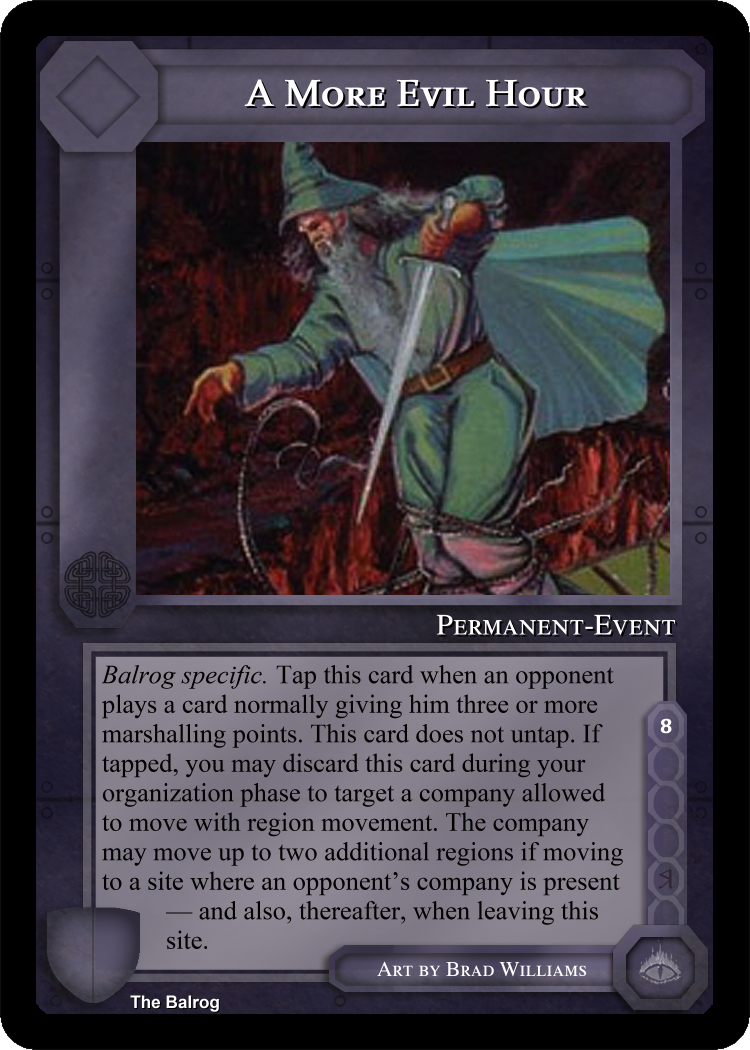 A More Evil Hour
Permanent-Event
Balrog specific. Tap this card when an opponent
plays a card normally giving him three or more
marshalling points. This card does not untap. If
tapped, you may discard this card during your
organization phase to target a company allowed
to move with region movement. The company
may move up to two additional regions if moving
to a site where an opponent’s company is present
— and also, thereafter, when leaving this
site.
8
Art by Brad Williams
The Balrog